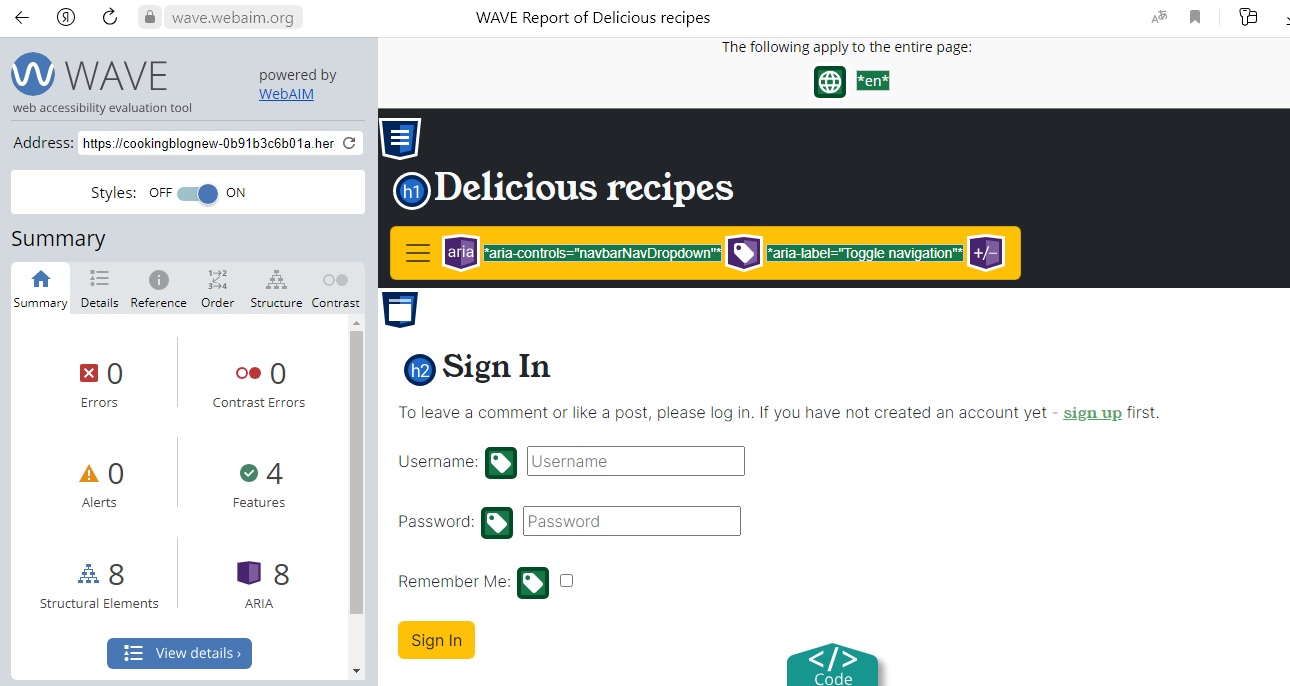 wave.webaim.org
WAVE Report of Delicious recipes
WAVE
powered by
WebAIM
web accessibility evaluation tool
Address: https://cookingblognew-0b91b3c6b01a.her
Styles: OFF ON
Summary
Summary Details Reference Order Structure Contrast
0
Errors
0
Contrast Errors
0
Alerts
4
Features
8
Structural Elements
8
ARIA
View details ›
The following apply to the entire page:
*en*
h1 Delicious recipes
aria *aria-controls="navbarNavDropdown"* *aria-label="Toggle navigation"* +/-
h2 Sign In
To leave a comment or like a post, please log in. If you have not created an account yet - sign up first.
Username: Username
Password: Password
Remember Me:
Sign In
</>
Code